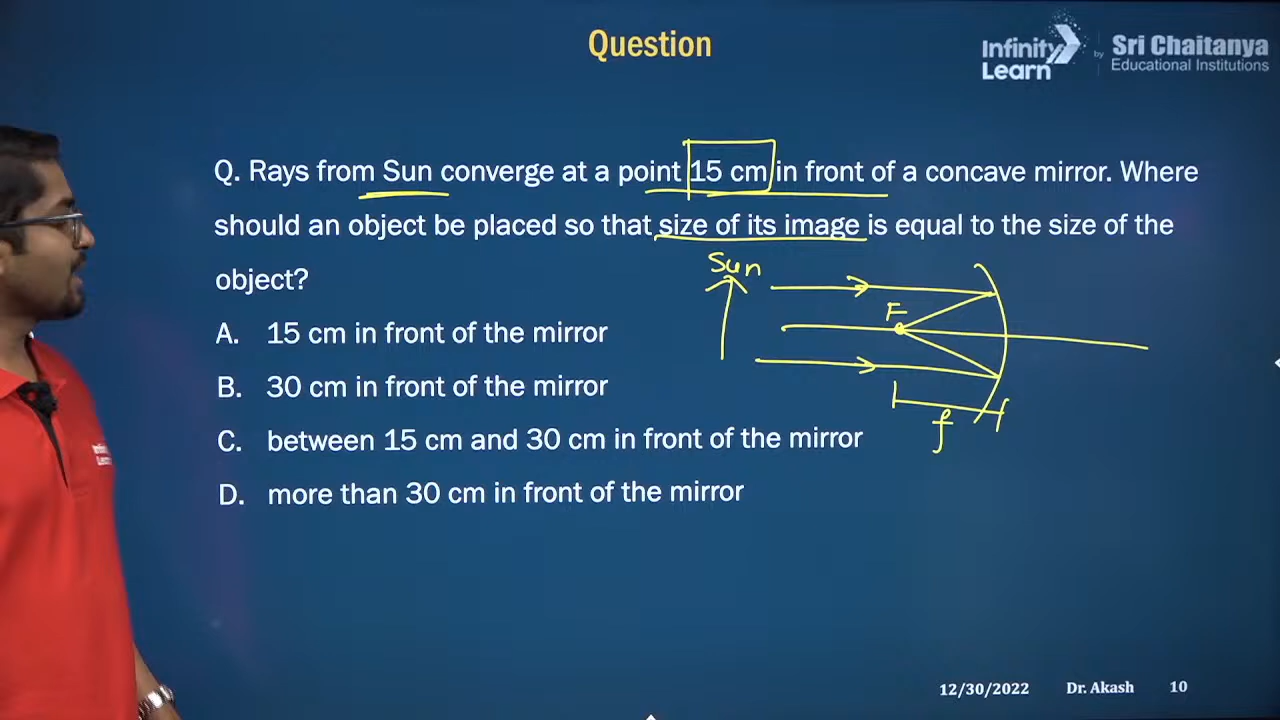 Question
Infinity Learn
by Sri Chaitanya
Educational Institutions
Q. Rays from Sun converge at a point 15 cm in front of a concave mirror. Where
should an object be placed so that size of its image is equal to the size of the
object?
Sun
F
f
A. 15 cm in front of the mirror
B. 30 cm in front of the mirror
C. between 15 cm and 30 cm in front of the mirror
D. more than 30 cm in front of the mirror
12/30/2022 Dr. Akash 10